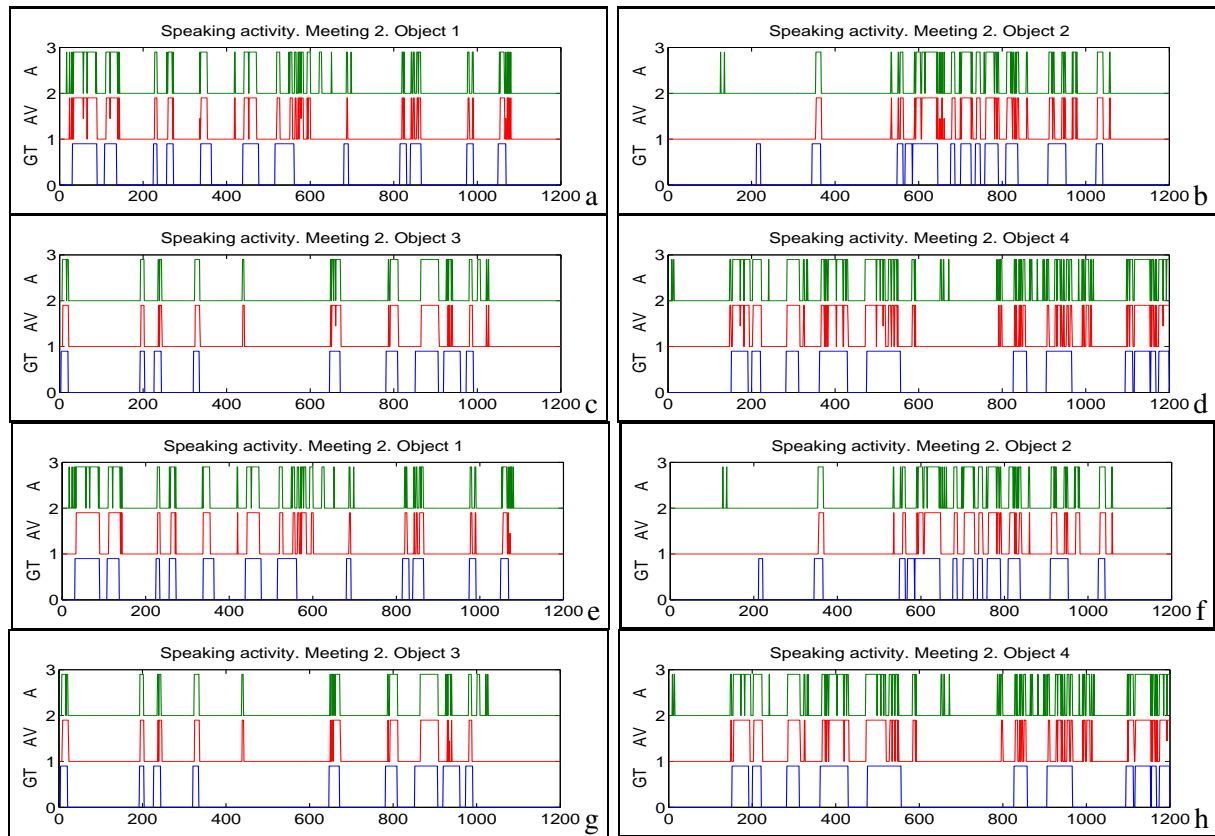 Speaking activity. Meeting 2. Object 1
3
A
2
AV
1
GT
0
0 200 400 600 800 1000 1200
a
Speaking activity. Meeting 2. Object 2
3
A
2
AV
1
GT
0
0 200 400 600 800 1000 1200
b
Speaking activity. Meeting 2. Object 3
3
A
2
AV
1
GT
0
0 200 400 600 800 1000 1200
c
Speaking activity. Meeting 2. Object 4
3
A
2
AV
1
GT
0
0 200 400 600 800 1000 1200
d
Speaking activity. Meeting 2. Object 1
3
A
2
AV
1
GT
0
0 200 400 600 800 1000 1200
e
Speaking activity. Meeting 2. Object 2
3
A
2
AV
1
GT
0
0 200 400 600 800 1000 1200
f
Speaking activity. Meeting 2. Object 3
3
A
2
AV
1
GT
0
0 200 400 600 800 1000 1200
g
Speaking activity. Meeting 2. Object 4
3
A
2
AV
1
GT
0
0 200 400 600 800 1000 1200
h